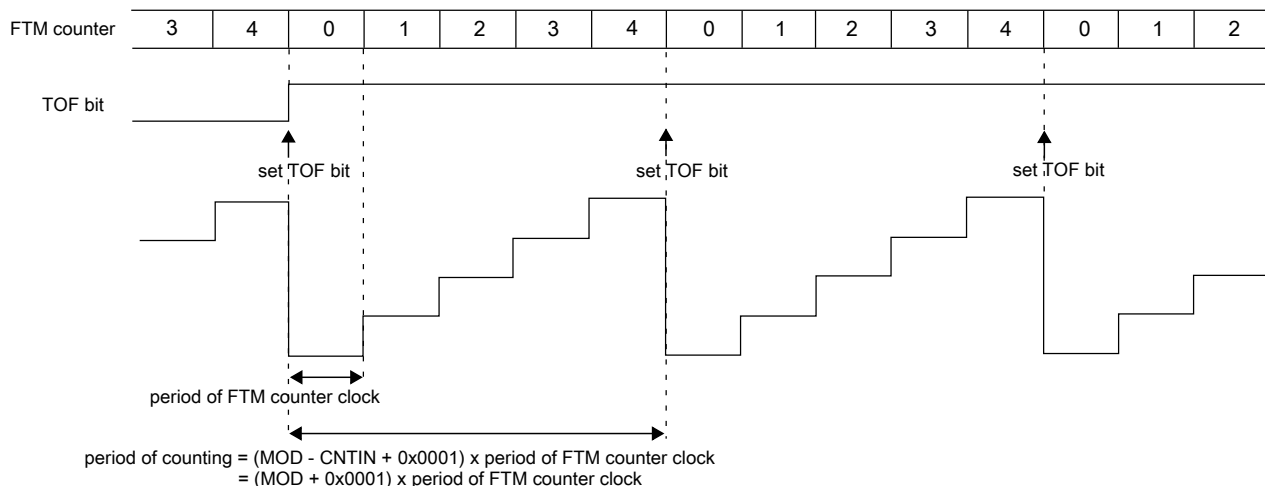 FTM counter 3 4 0 1 2 3 4 0 1 2 3 4 0 1 2
TOF bit
set TOF bit set TOF bit set TOF bit
period of FTM counter clock
period of counting = (MOD - CNTIN + 0x0001) x period of FTM counter clock
= (MOD + 0x0001) x period of FTM counter clock